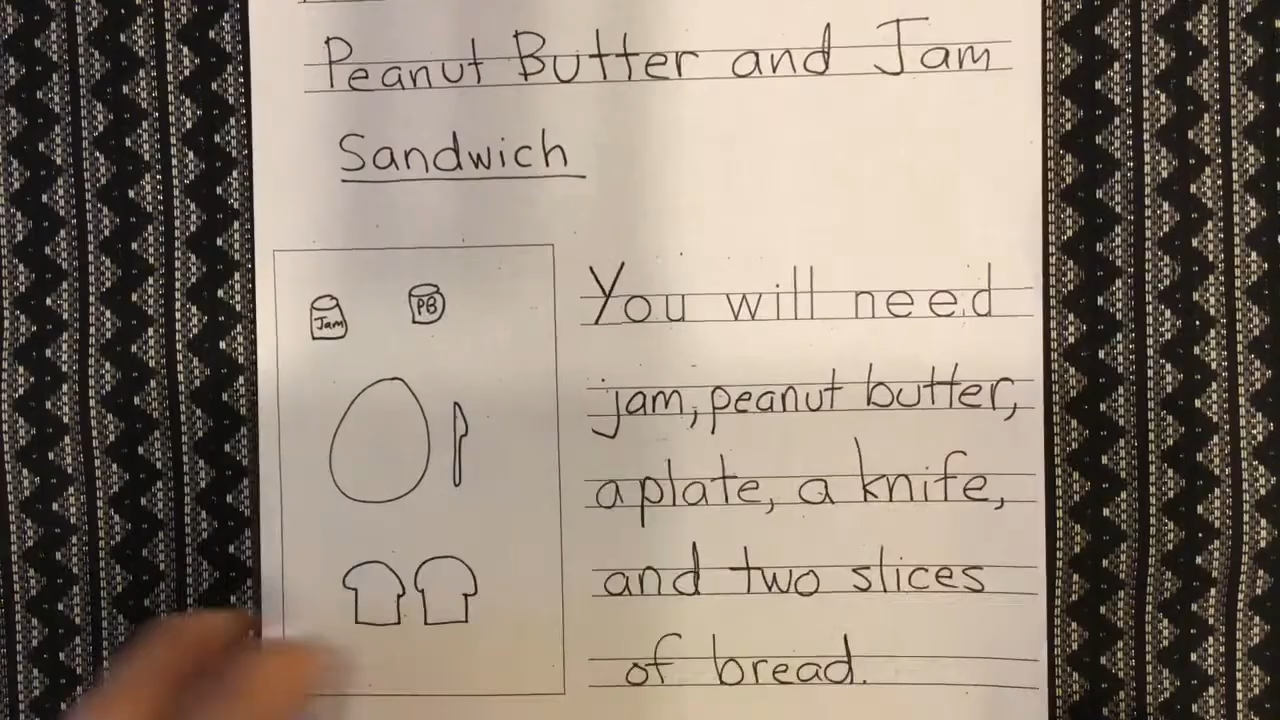 Peanut Butter and Jam
Sandwich
Jam
PB
You will need
jam, peanut butter,
a plate, a knife,
and two slices
of bread.